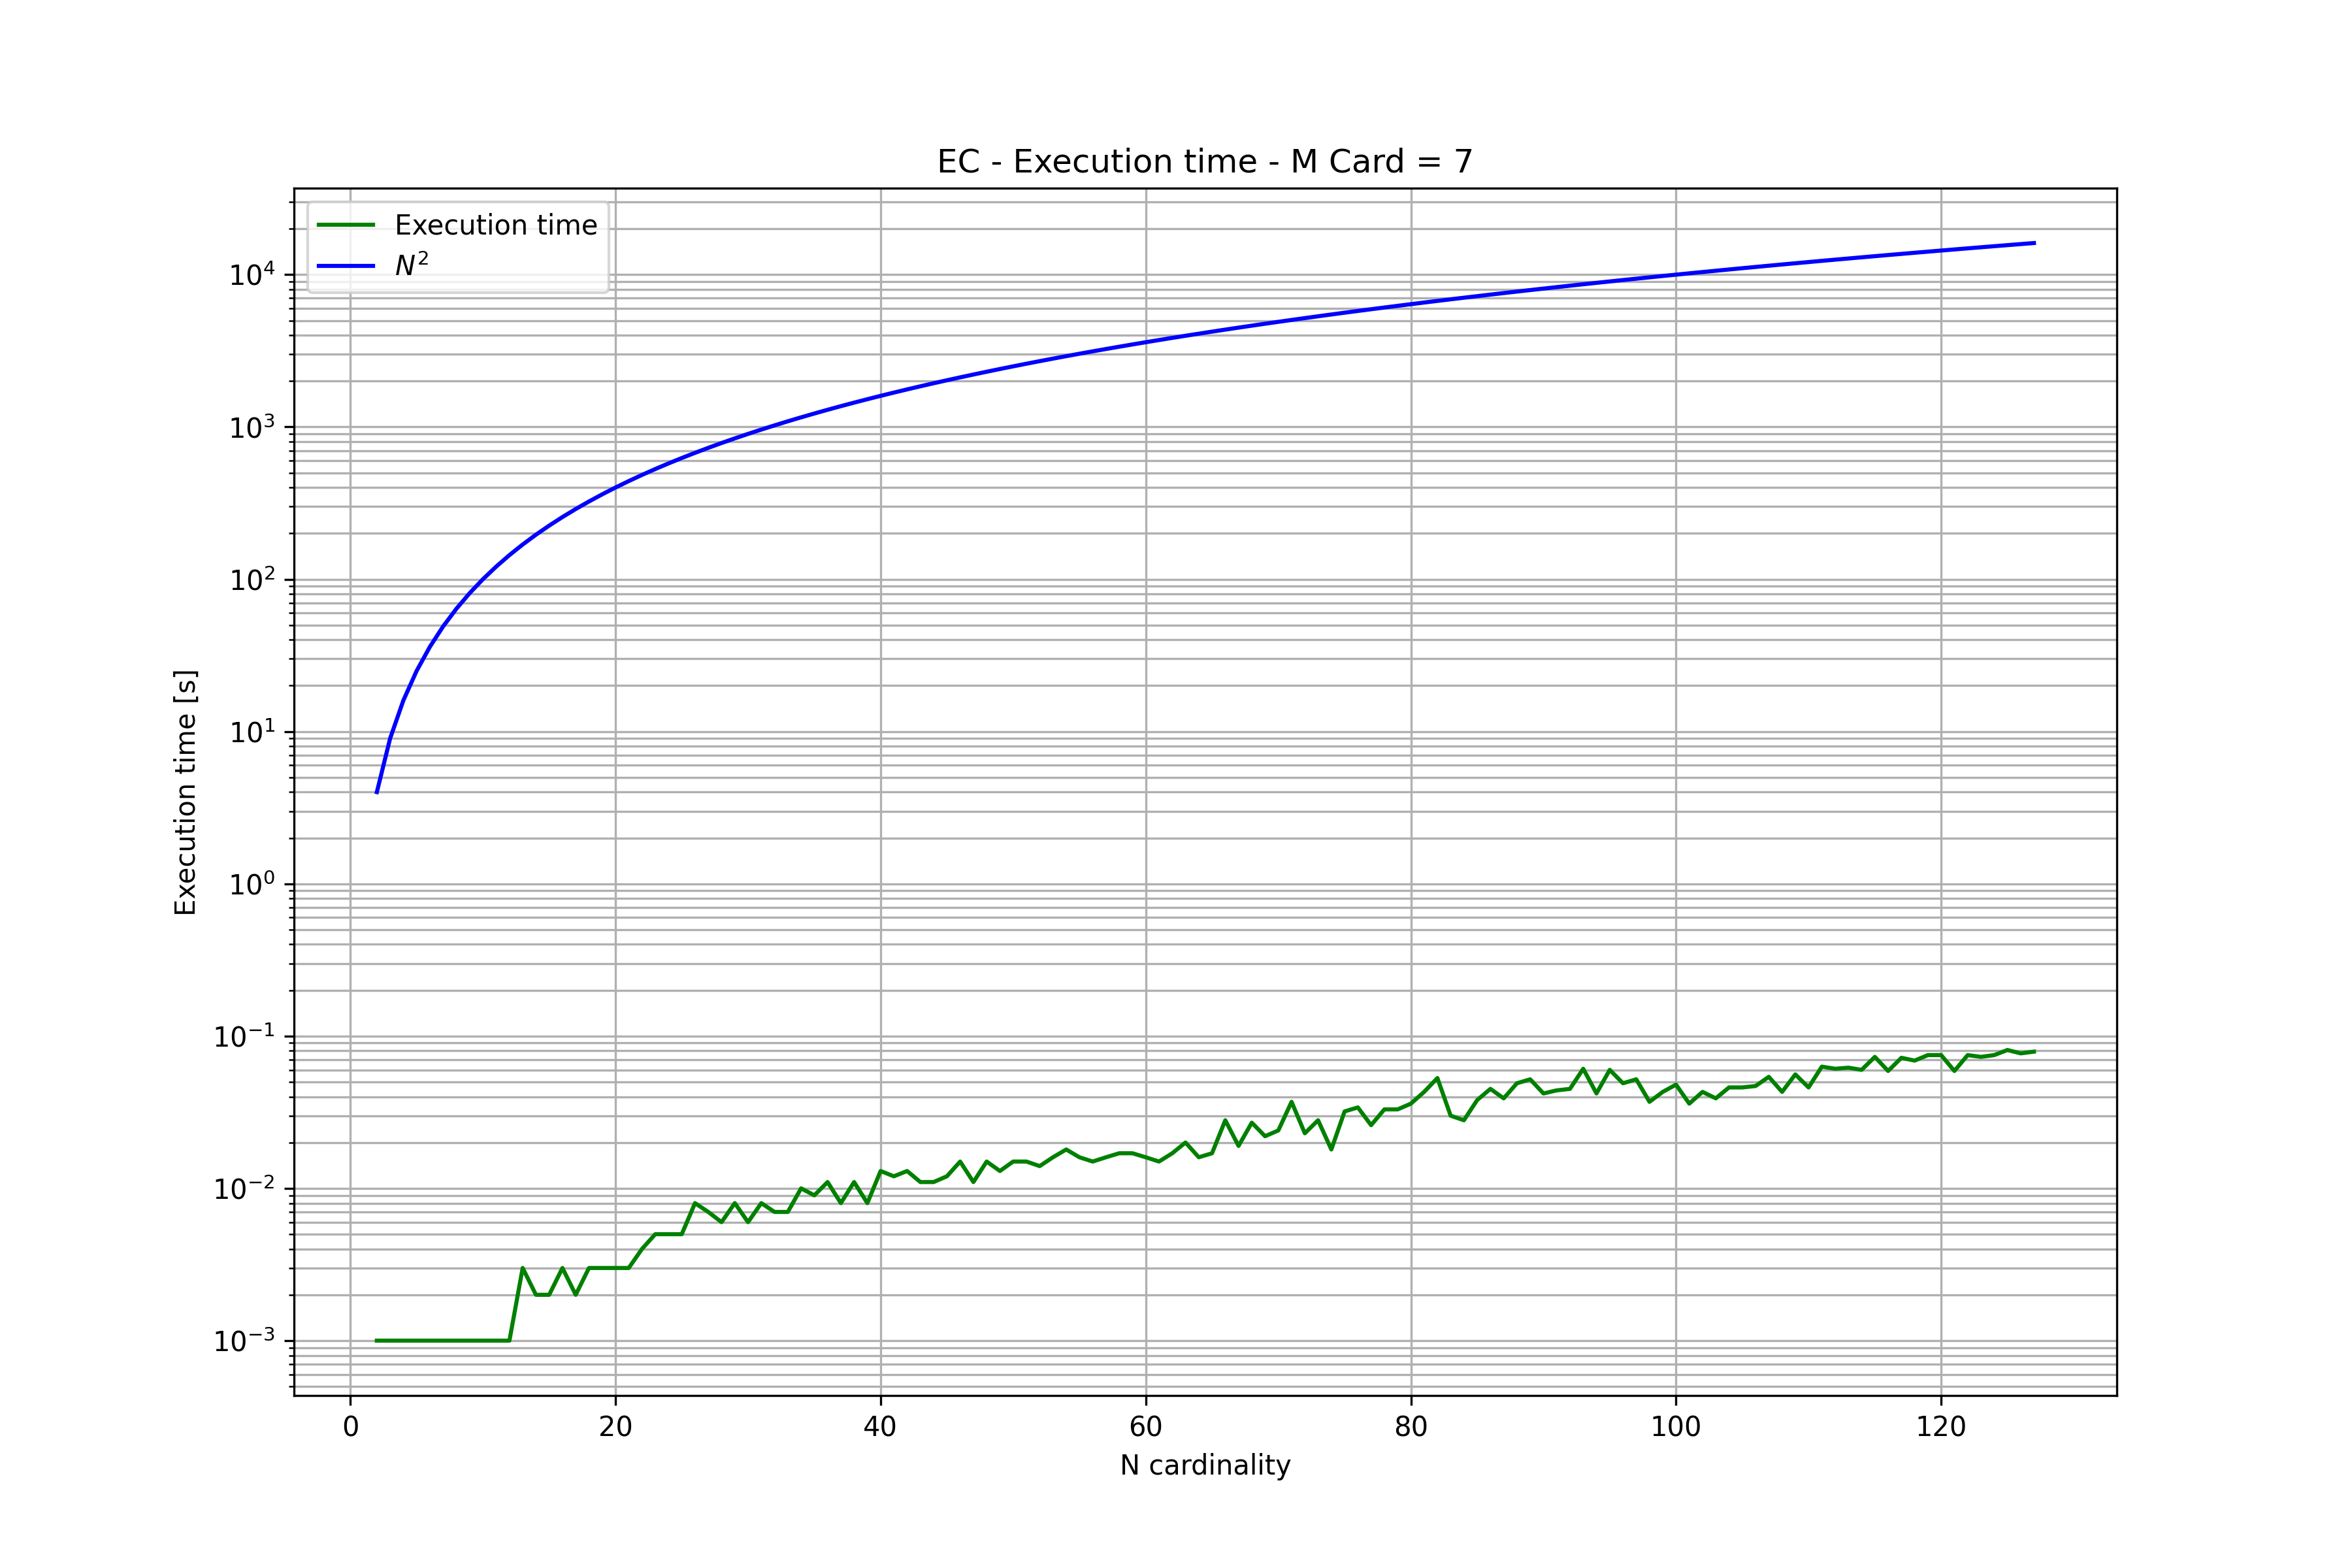 EC - Execution time - M Card = 7
Execution time
N²
10⁴
10³
10²
10¹
10⁰
10⁻¹
10⁻²
10⁻³
Execution time [s]
0 20 40 60 80 100 120
N cardinality